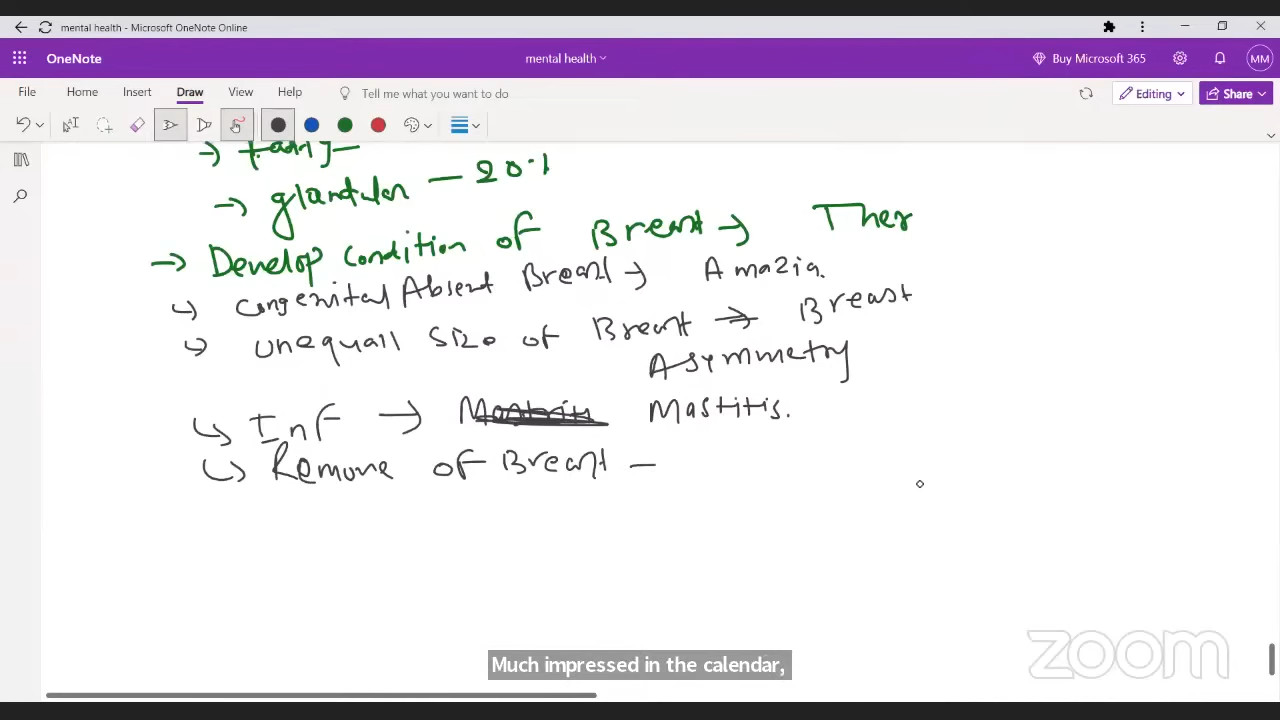 mental health - Microsoft OneNote Online
OneNote
mental health
Buy Microsoft 365
MM
File Home Insert Draw View Help Tell me what you want to do
Editing Share
→ glandular — 20%
→ Develop condition of Breast → Ther
↳ Congenital Absent Breast → Amazia.
↳ unequall size of Breast → Breast
Asymmetry
↳ Inf → Mastitis.
↳ Remove of Breast —
zoom
Much impressed in the calendar,